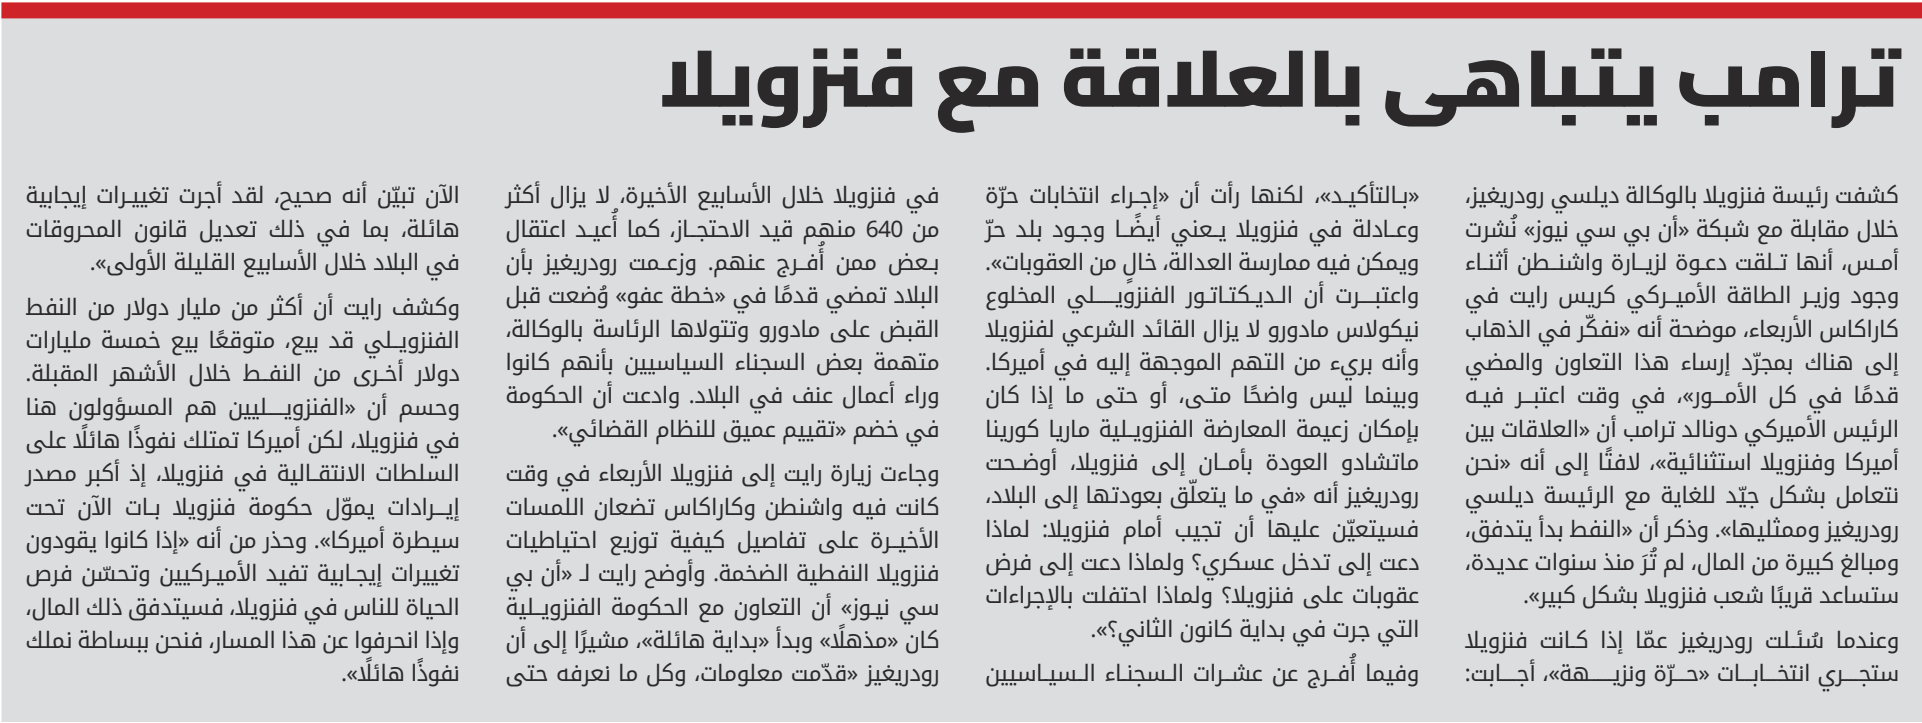 ترامب يتباهى بالعلاقة مع فنزويلا
كشفت رئيسة فنزويلا بالوكالة ديلسي رودريغيز،
خلال مقابلة مع شبكة «أن بي سي نيوز» نُشرت
أمس، أنها تلقت دعوة لزيارة واشنطن أثناء
وجود وزير الطاقة الأميركي كريس رايت في
كاراكاس الأربعاء، موضحة أنه «نفكّر في الذهاب
إلى هناك بمجرّد إرساء هذا التعاون والمضي
قدمًا في كل الأمور»، في وقت اعتبر فيه
الرئيس الأميركي دونالد ترامب أن «العلاقات بين
أميركا وفنزويلا استثنائية»، لافتًا إلى أنه «نحن
نتعامل بشكل جيّد للغاية مع الرئيسة ديلسي
رودريغيز وممثليها». وذكر أن «النفط بدأ يتدفق،
ومبالغ كبيرة من المال، لم تُرَ منذ سنوات عديدة،
ستساعد قريبًا شعب فنزويلا بشكل كبير».
وعندما سُئلت رودريغيز عمّا إذا كانت فنزويلا
ستجري انتخابات «حرّة ونزيهة»، أجابت:
«بالتأكيد»، لكنها رأت أن «إجراء انتخابات حرّة
وعادلة في فنزويلا يعني أيضًا وجود بلد حرّ
ويمكن فيه ممارسة العدالة، خالٍ من العقوبات».
واعتبرت أن الديكتاتور الفنزويلي المخلوع
نيكولاس مادورو لا يزال القائد الشرعي لفنزويلا
وأنه بريء من التهم الموجهة إليه في أميركا.
وبينما ليس واضحًا متى، أو حتى ما إذا كان
بإمكان زعيمة المعارضة الفنزويلية ماريا كورينا
ماتشادو العودة بأمان إلى فنزويلا، أوضحت
رودريغيز أنه «في ما يتعلّق بعودتها إلى البلاد،
فسيتعيّن عليها أن تجيب أمام فنزويلا: لماذا
دعت إلى تدخل عسكري؟ ولماذا دعت إلى فرض
عقوبات على فنزويلا؟ ولماذا احتفلت بالإجراءات
التي جرت في بداية كانون الثاني؟».
وفيما أُفرج عن عشرات السجناء السياسيين
في فنزويلا خلال الأسابيع الأخيرة، لا يزال أكثر
من 640 منهم قيد الاحتجاز، كما أُعيد اعتقال
بعض ممن أُفرج عنهم. وزعمت رودريغيز بأن
البلاد تمضي قدمًا في «خطة عفو» وُضعت قبل
القبض على مادورو وتتولاها الرئاسة بالوكالة،
متهمة بعض السجناء السياسيين بأنهم كانوا
وراء أعمال عنف في البلاد. وادعت أن الحكومة
في خضم «تقييم عميق للنظام القضائي».
وجاءت زيارة رايت إلى فنزويلا الأربعاء في وقت
كانت فيه واشنطن وكاراكاس تضعان اللمسات
الأخيرة على تفاصيل كيفية توزيع احتياطيات
فنزويلا النفطية الضخمة. وأوضح رايت لـ «أن بي
سي نيوز» أن التعاون مع الحكومة الفنزويلية
كان «مذهلًا» وبدأ «بداية هائلة»، مشيرًا إلى أن
رودريغيز «قدّمت معلومات، وكل ما نعرفه حتى
الآن تبيّن أنه صحيح، لقد أجرت تغييرات إيجابية
هائلة، بما في ذلك تعديل قانون المحروقات
في البلاد خلال الأسابيع القليلة الأولى».
وكشف رايت أن أكثر من مليار دولار من النفط
الفنزويلي قد بيع، متوقعًا بيع خمسة مليارات
دولار أخرى من النفط خلال الأشهر المقبلة.
وحسم أن «الفنزويليين هم المسؤولون هنا
في فنزويلا، لكن أميركا تمتلك نفوذًا هائلًا على
السلطات الانتقالية في فنزويلا، إذ أكبر مصدر
إيرادات يموّل حكومة فنزويلا بات الآن تحت
سيطرة أميركا». وحذر من أنه «إذا كانوا يقودون
تغييرات إيجابية تفيد الأميركيين وتحسّن فرص
الحياة للناس في فنزويلا، فسيتدفق ذلك المال،
وإذا انحرفوا عن هذا المسار، فنحن ببساطة نملك
نفوذًا هائلًا».